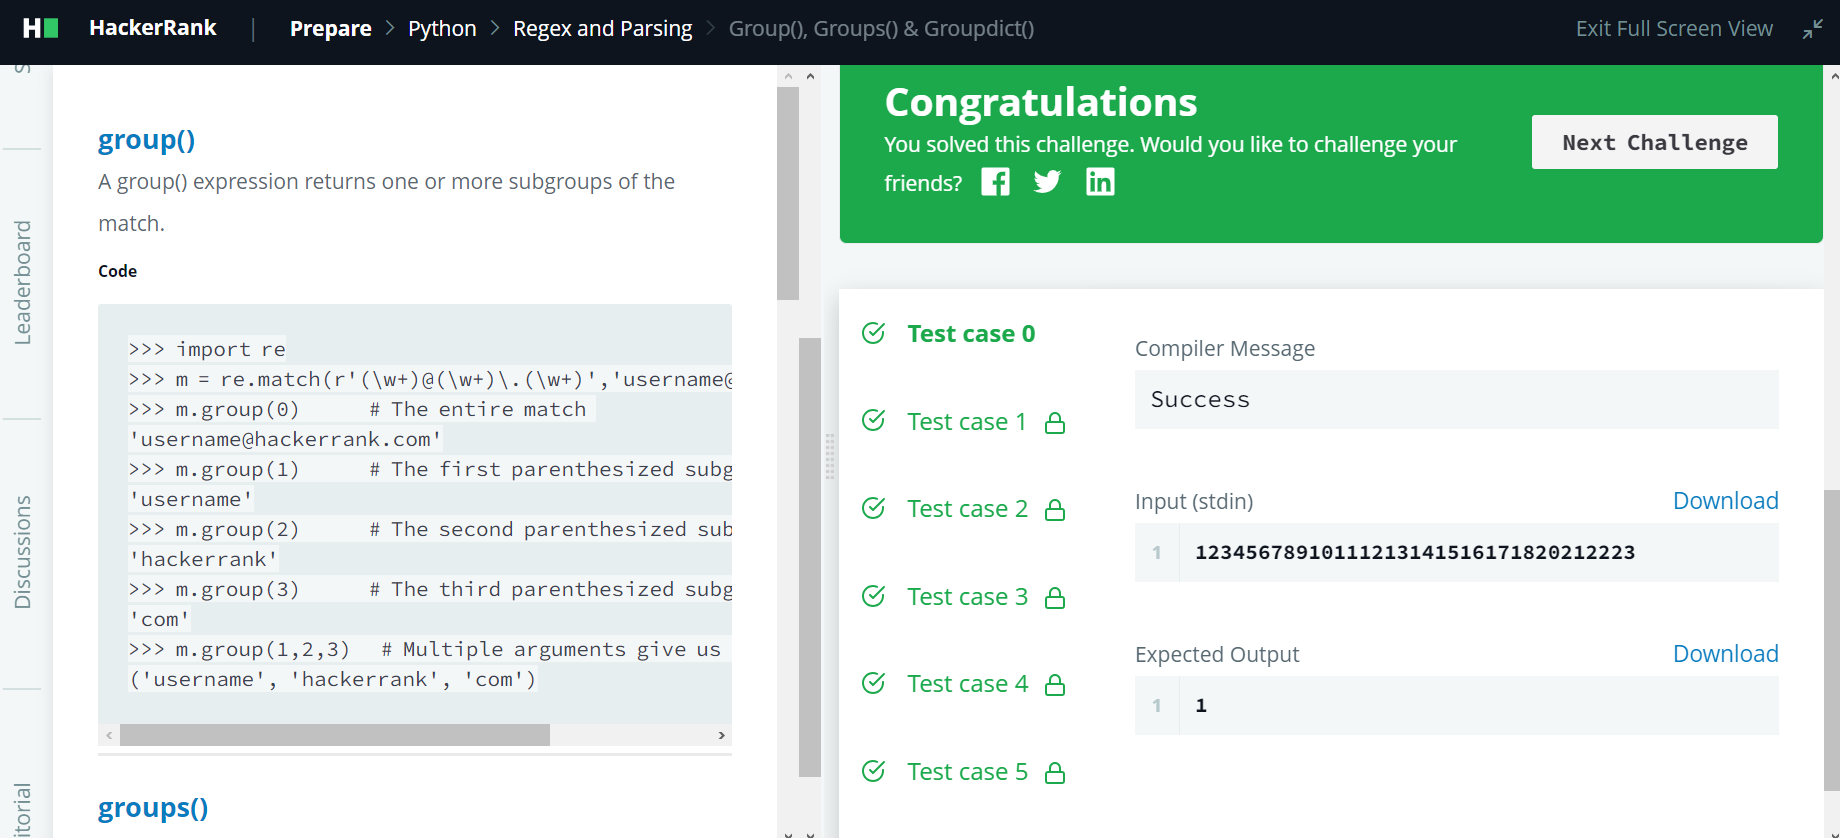 HackerRank | Prepare > Python > Regex and Parsing > Group(), Groups() & Groupdict() Exit Full Screen View
Leaderboard
Discussions
itorial
group()
A group() expression returns one or more subgroups of the
match.
Code
>>> import re
>>> m = re.match(r'(\w+)@(\w+)\.(\w+)','username@
>>> m.group(0)      # The entire match
'username@hackerrank.com'
>>> m.group(1)      # The first parenthesized subg
'username'
>>> m.group(2)      # The second parenthesized sub
'hackerrank'
>>> m.group(3)      # The third parenthesized subg
'com'
>>> m.group(1,2,3)   # Multiple arguments give us
('username', 'hackerrank', 'com')
groups()
Congratulations
You solved this challenge. Would you like to challenge your
friends?
Next Challenge
Test case 0
Test case 1
Test case 2
Test case 3
Test case 4
Test case 5
Compiler Message
Success
Input (stdin)
Download
1 12345678910111213141516171820212223
Expected Output
Download
1 1